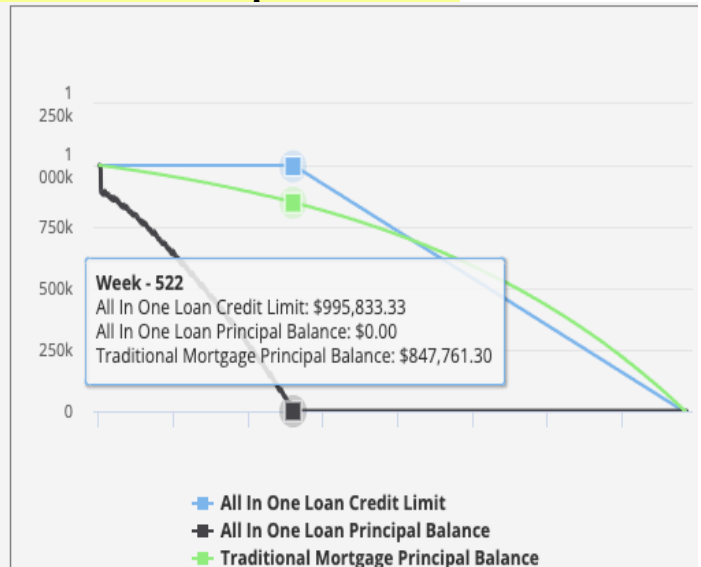 1
250k
1
000k
750k
500k
250k
0
Week - 522
All In One Loan Credit Limit: $995,833.33
All In One Loan Principal Balance: $0.00
Traditional Mortgage Principal Balance: $847,761.30
All In One Loan Credit Limit
All In One Loan Principal Balance
Traditional Mortgage Principal Balance